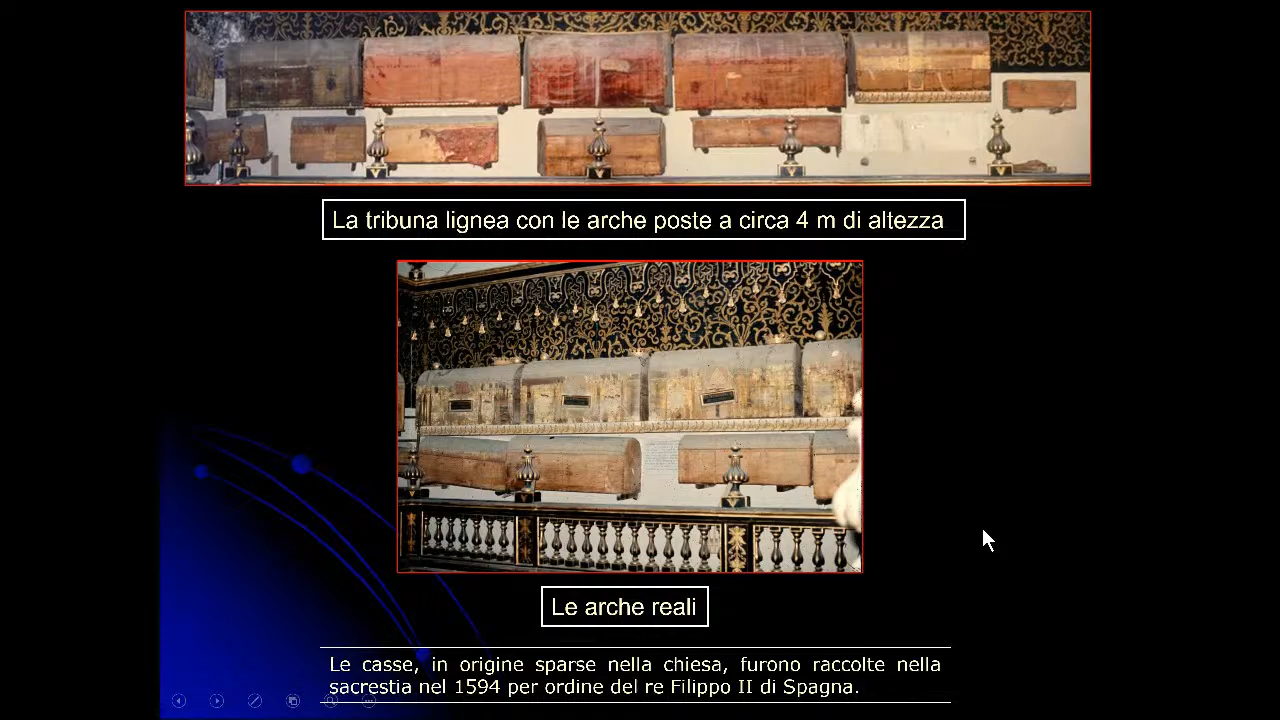 La tribuna lignea con le arche poste a circa 4 m di altezza
Le arche reali
Le casse, in origine sparse nella chiesa, furono raccolte nella
sacrestia nel 1594 per ordine del re Filippo II di Spagna.